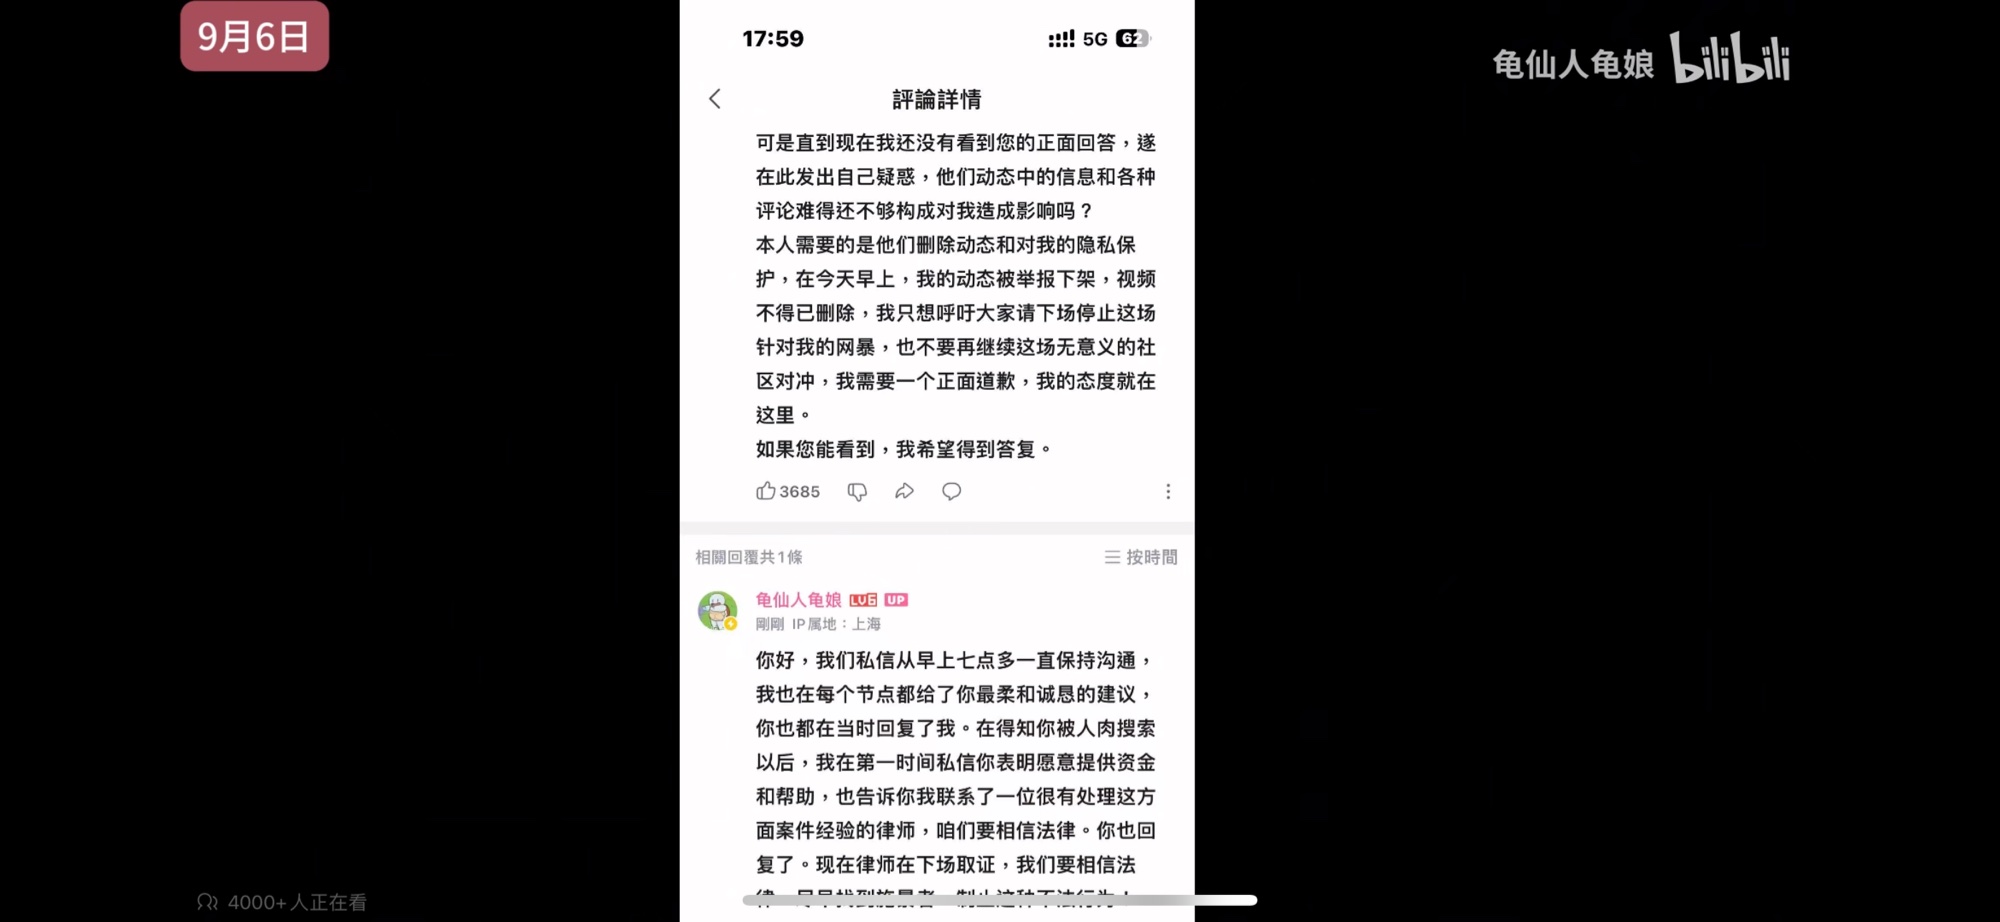 9月6日
龟仙人龟娘 bilibili
17:59
5G 62
評論詳情
可是直到现在我还没有看到您的正面回答，遂
在此发出自己疑惑，他们动态中的信息和各种
评论难得还不够构成对我造成影响吗？
本人需要的是他们删除动态和对我的隐私保
护，在今天早上，我的动态被举报下架，视频
不得已删除，我只想呼吁大家请下场停止这场
针对我的网暴，也不要再继续这场无意义的社
区对冲，我需要一个正面道歉，我的态度就在
这里。
如果您能看到，我希望得到答复。
3685
相關回覆共1條
按時間
龟仙人龟娘 LV6 UP
剛剛 IP属地：上海
你好，我们私信从早上七点多一直保持沟通，
我也在每个节点都给了你最柔和诚恳的建议，
你也都在当时回复了我。在得知你被人肉搜索
以后，我在第一时间私信你表明愿意提供资金
和帮助，也告诉你我联系了一位很有处理这方
面案件经验的律师，咱们要相信法律。你也回
复了。现在律师在下场取证，我们要相信法
4000+人正在看